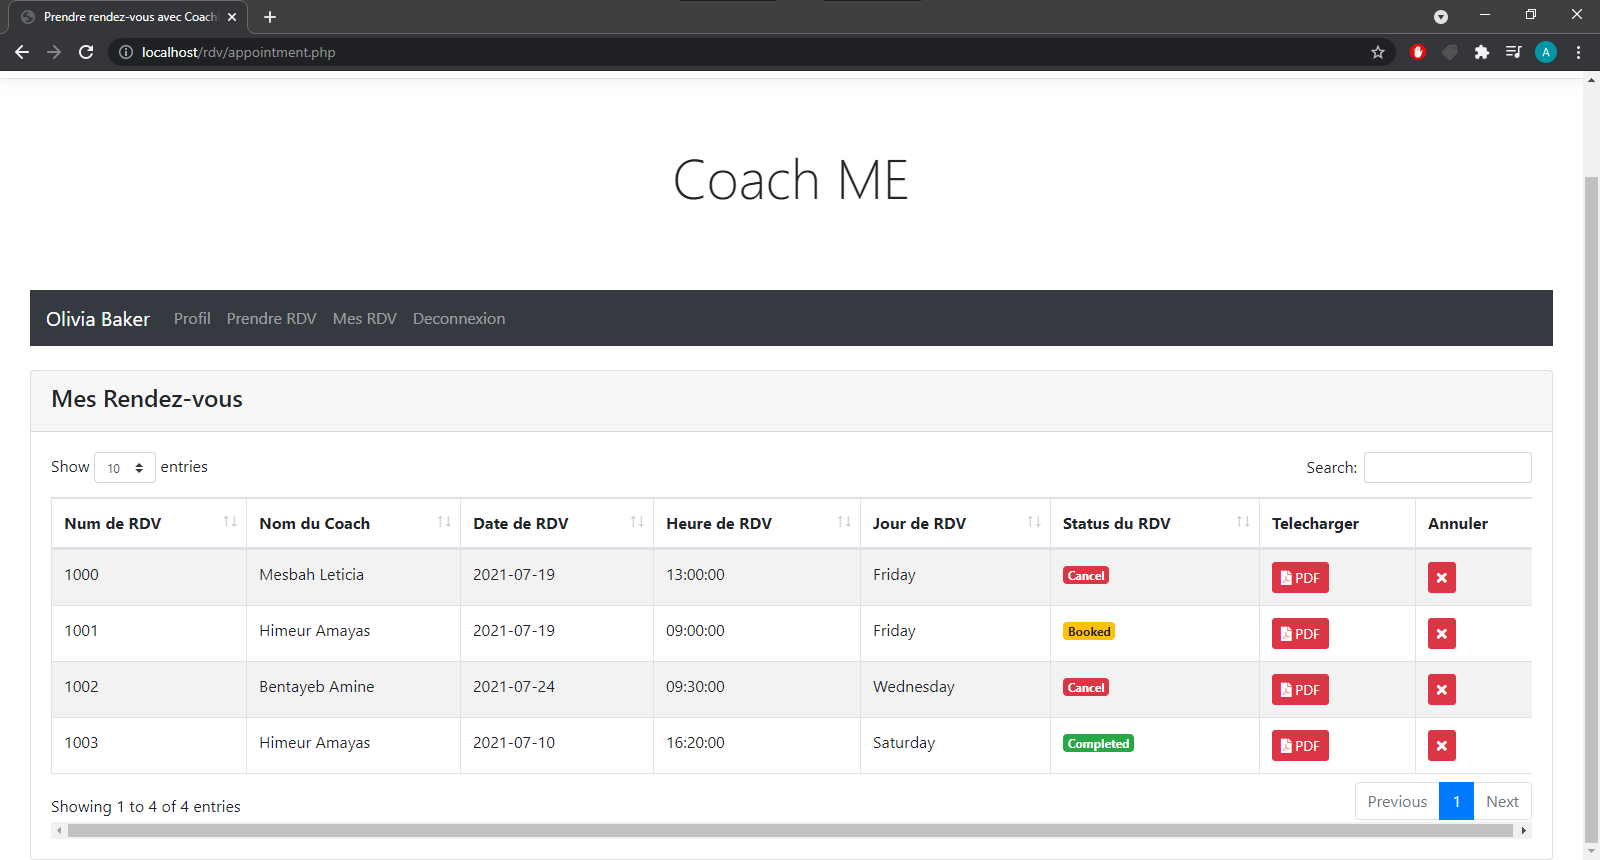 Prendre rendez-vous avec Coach
localhost/rdv/appointment.php
A
Coach ME
Olivia Baker Profil Prendre RDV Mes RDV Deconnexion
Mes Rendez-vous
Show 10 entries Search:
Num de RDV Nom du Coach Date de RDV Heure de RDV Jour de RDV Status du RDV Telecharger Annuler
1000 Mesbah Leticia 2021-07-19 13:00:00 Friday Cancel PDF
1001 Himeur Amayas 2021-07-19 09:00:00 Friday Booked PDF
1002 Bentayeb Amine 2021-07-24 09:30:00 Wednesday Cancel PDF
1003 Himeur Amayas 2021-07-10 16:20:00 Saturday Completed PDF
Showing 1 to 4 of 4 entries Previous 1 Next